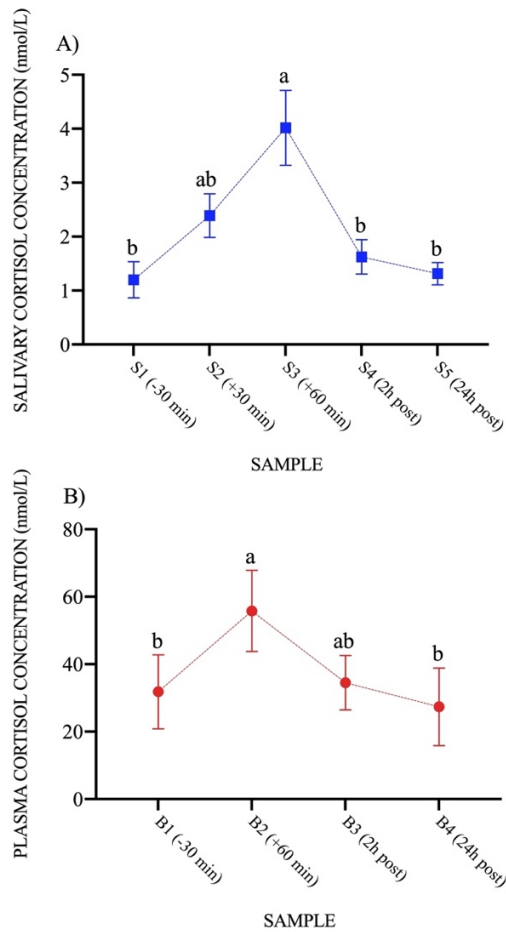 A)
SALIVARY CORTISOL CONCENTRATION (nmol/L)
5
4
3
2
1
0
b
ab
a
b
b
S1 (-30 min)
S2 (+30 min)
S3 (+60 min)
S4 (2h post)
S5 (24h post)
SAMPLE
B)
PLASMA CORTISOL CONCENTRATION (nmol/L)
80
60
40
20
0
b
a
ab
b
B1 (-30 min)
B2 (+60 min)
B3 (2h post)
B4 (24h post)
SAMPLE